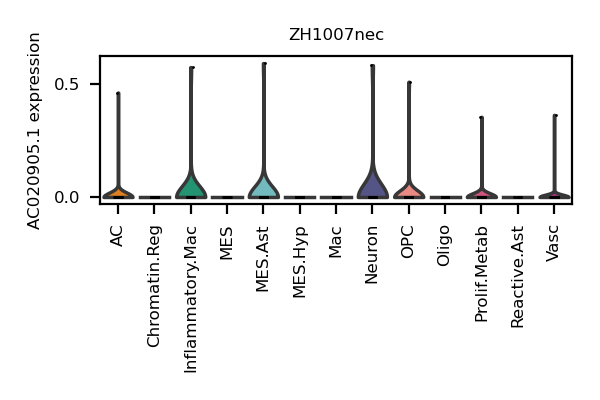 ZH1007nec
AC020905.1 expression
0.5
0.0
AC
Chromatin.Reg
Inflammatory.Mac
MES
MES.Ast
MES.Hyp
Mac
Neuron
OPC
Oligo
Prolif.Metab
Reactive.Ast
Vasc